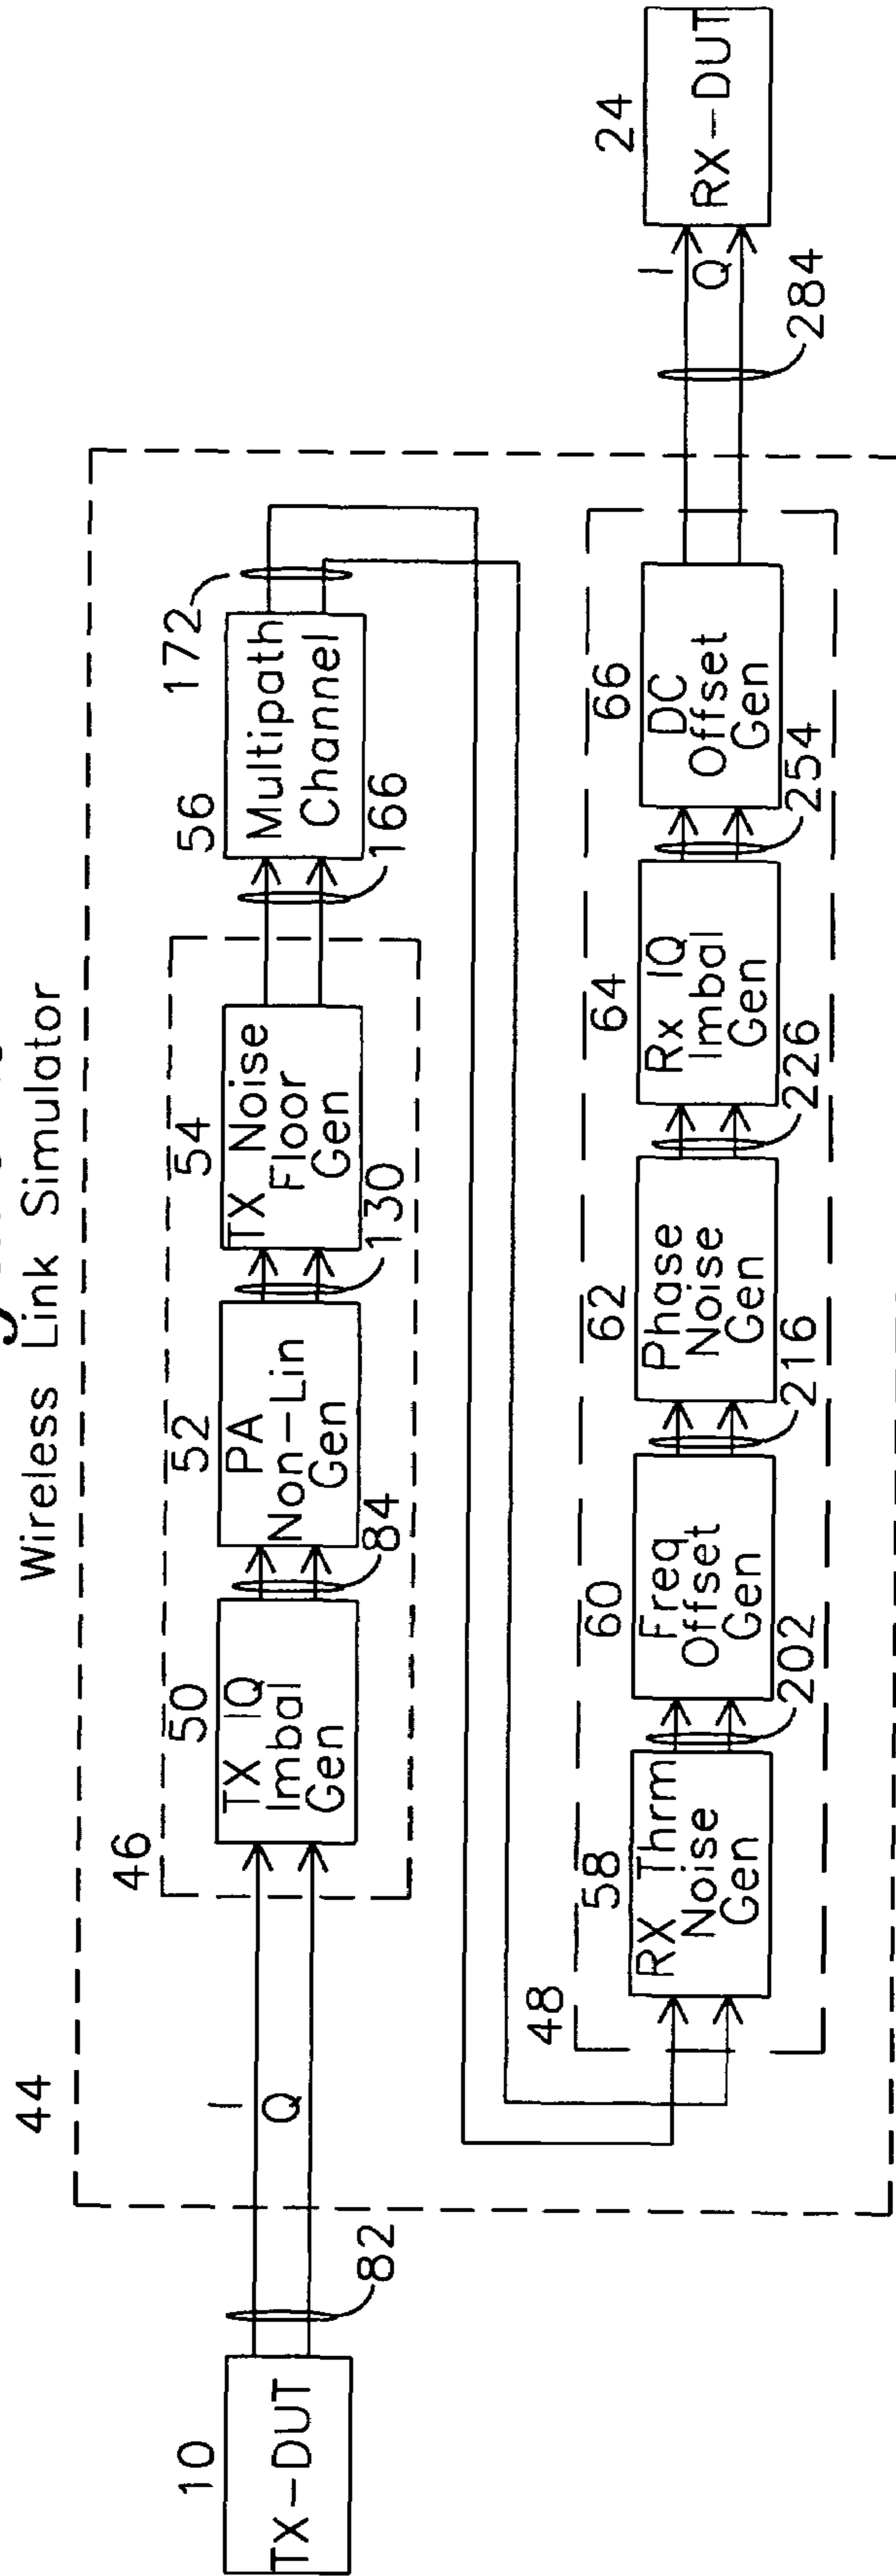 Wireless Link Simulator
44
10
TX-DUT
82
I
Q
46
50
TX IQ
Imbal
Gen
84
52
PA
Non-Lin
Gen
130
54
TX Noise
Floor
Gen
166
56
Multipath
Channel
172
48
58
RX Thrm
Noise
Gen
202
60
Freq
Offset
Gen
216
62
Phase
Noise
Gen
226
64
Rx IQ
Imbal
Gen
254
66
DC
Offset
Gen
284
I
Q
24
RX-DUT